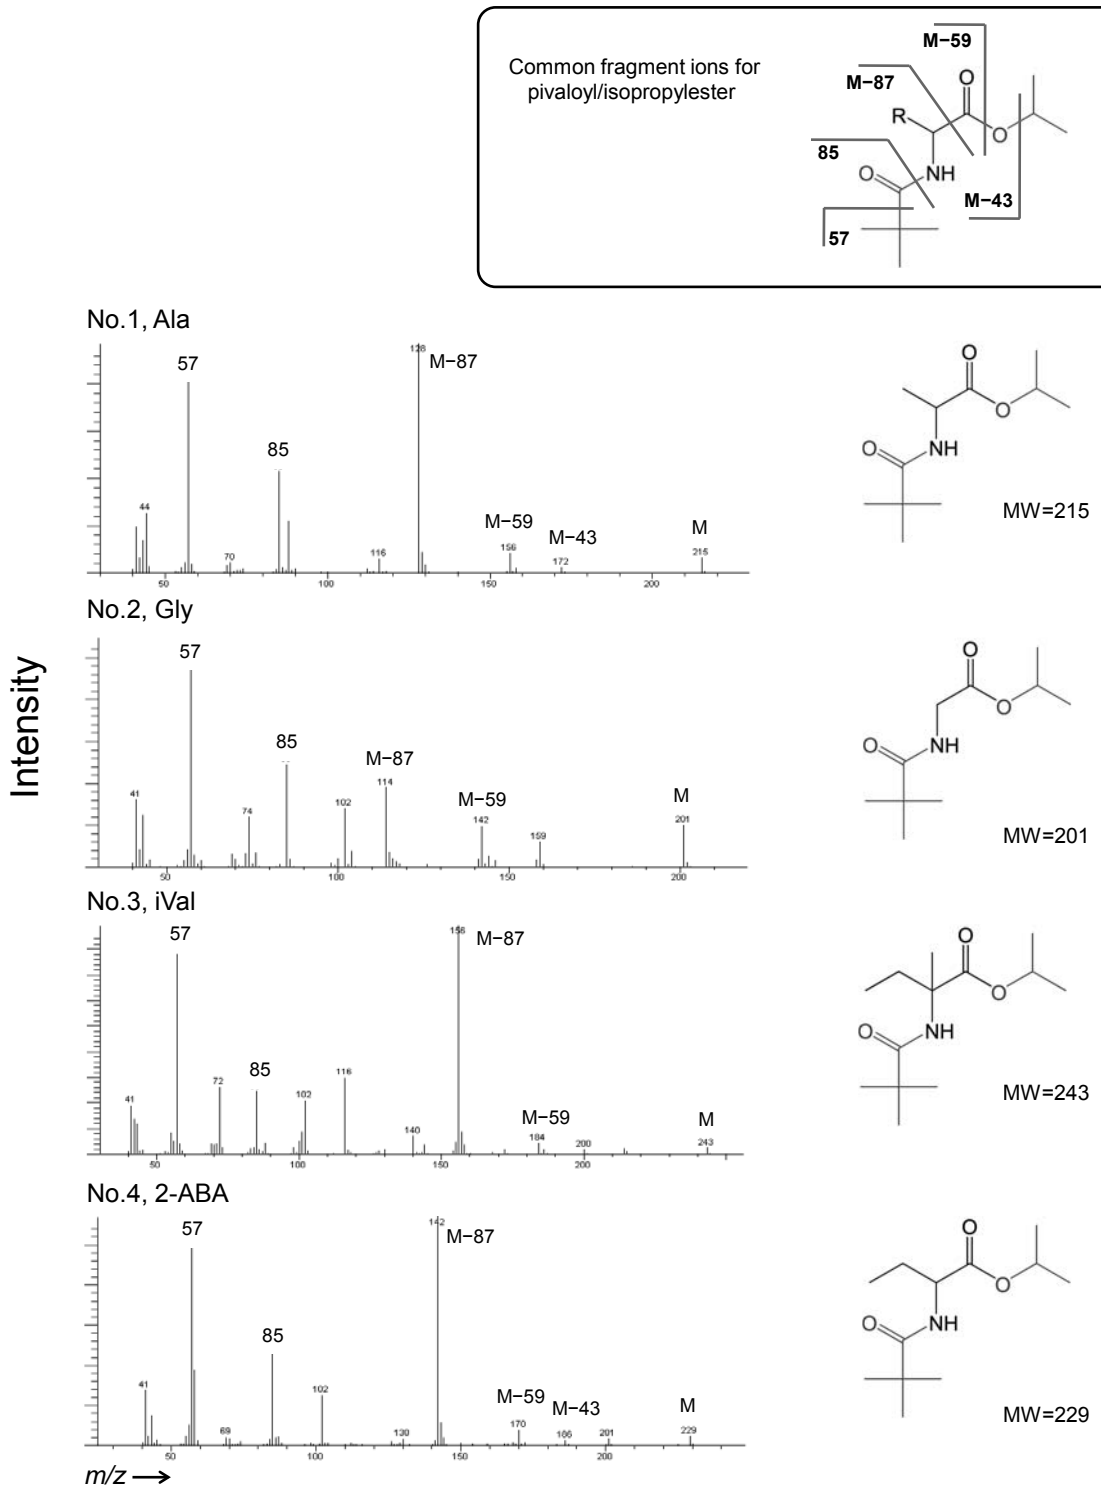 Common fragment ions for
pivaloyl/isopropylester
M−59
M−87
O
R
O
85
NH
O
M−43
57
Intensity
No.1, Ala
57
128
M−87
85
44
70
116
M−59
156
M−43
172
M
215
50
100
150
200
O
O
NH
O
MW=215
No.2, Gly
57
85
M−87
114
41
74
102
M−59
142
159
M
201
50
100
150
200
O
O
NH
O
MW=201
No.3, iVal
57
156
M−87
85
41
72
102
116
140
M−59
184
200
M
243
50
100
150
200
O
O
NH
O
MW=243
No.4, 2-ABA
57
142
M−87
85
41
69
102
130
M−59
170
M−43
186
201
M
229
50
100
150
200
O
O
NH
O
MW=229
m/z